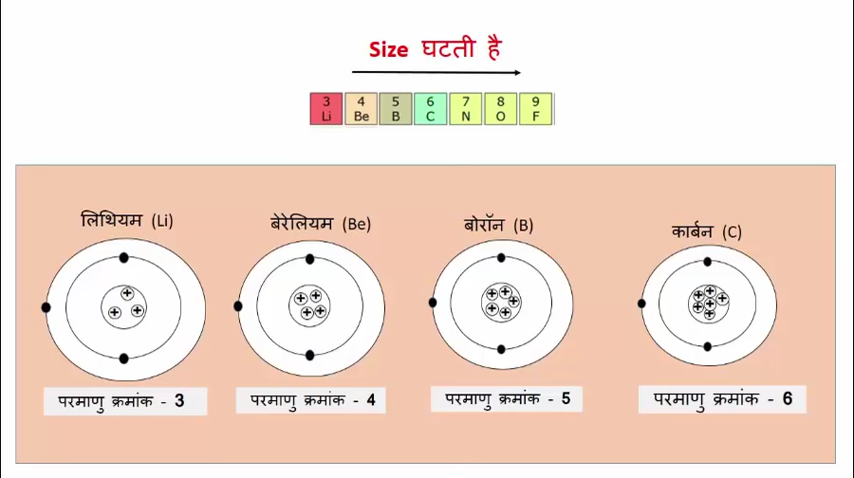 Size घटती है
3 4 5 6 7 8 9
Li Be B C N O F
लिथियम (Li) बेरेलियम (Be) बोरॉन (B) कार्बन (C)
परमाणु क्रमांक - 3 परमाणु क्रमांक - 4 परमाणु क्रमांक - 5 परमाणु क्रमांक - 6